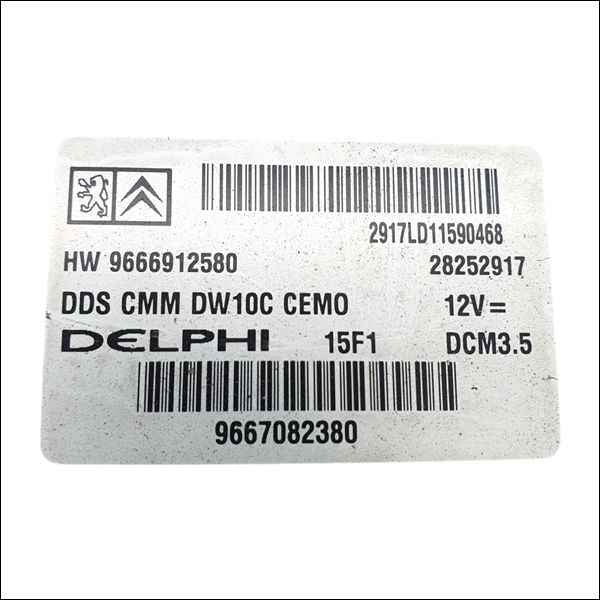 2917LD11590468
HW 9666912580 28252917
DDS CMM DW10C CEMO 12V=
DELPHI 15F1 DCM3.5
9667082380